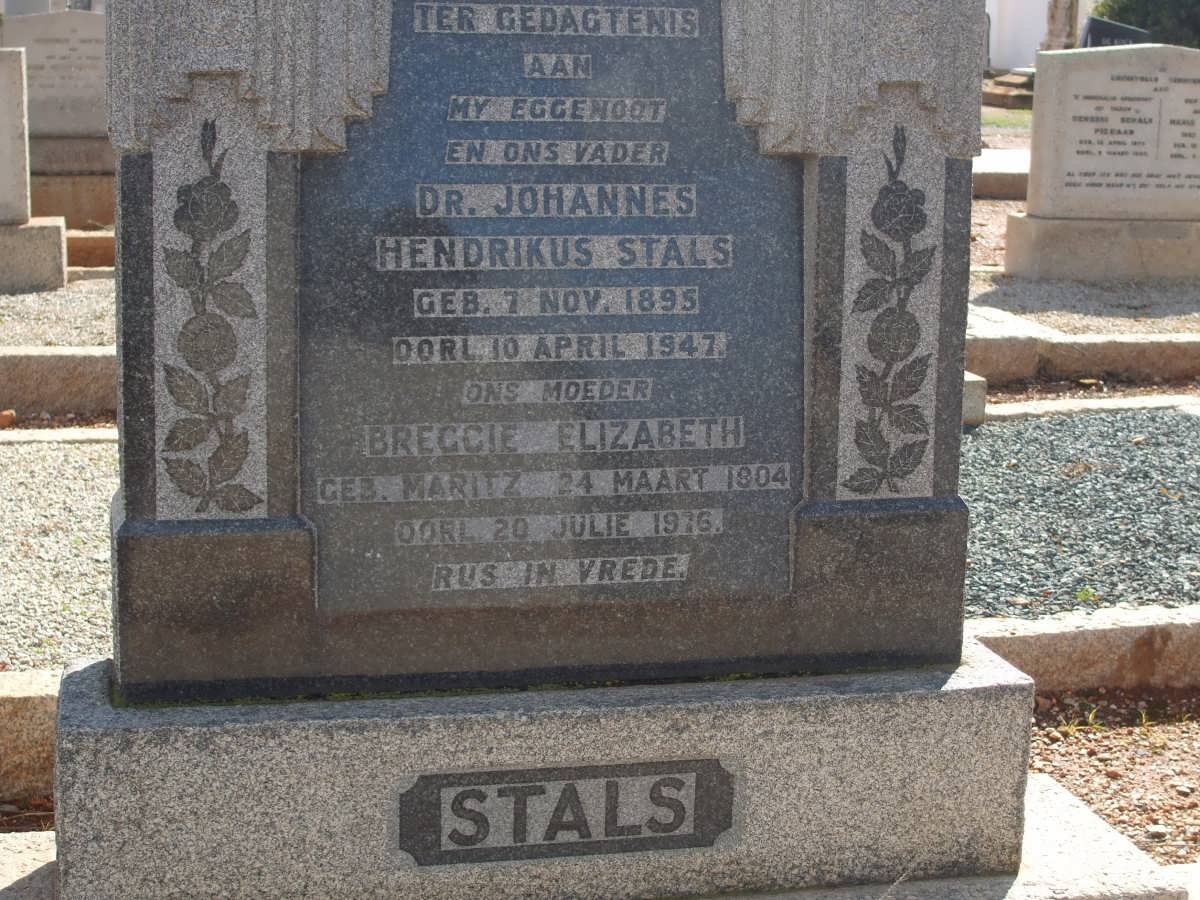 TER GEDAGTENIS
AAN
MY EGGENOOT
EN ONS VADER
DR. JOHANNES
HENDRIKUS STALS
GEB. 7 NOV. 1895
OORL. 10 APRIL 1947.
ONS MOEDER
BREGGIE ELIZABETH
GEB. MARITZ 24 MAART 1904
OORL. 20 JULIE 1976.
RUS IN VREDE.
STALS